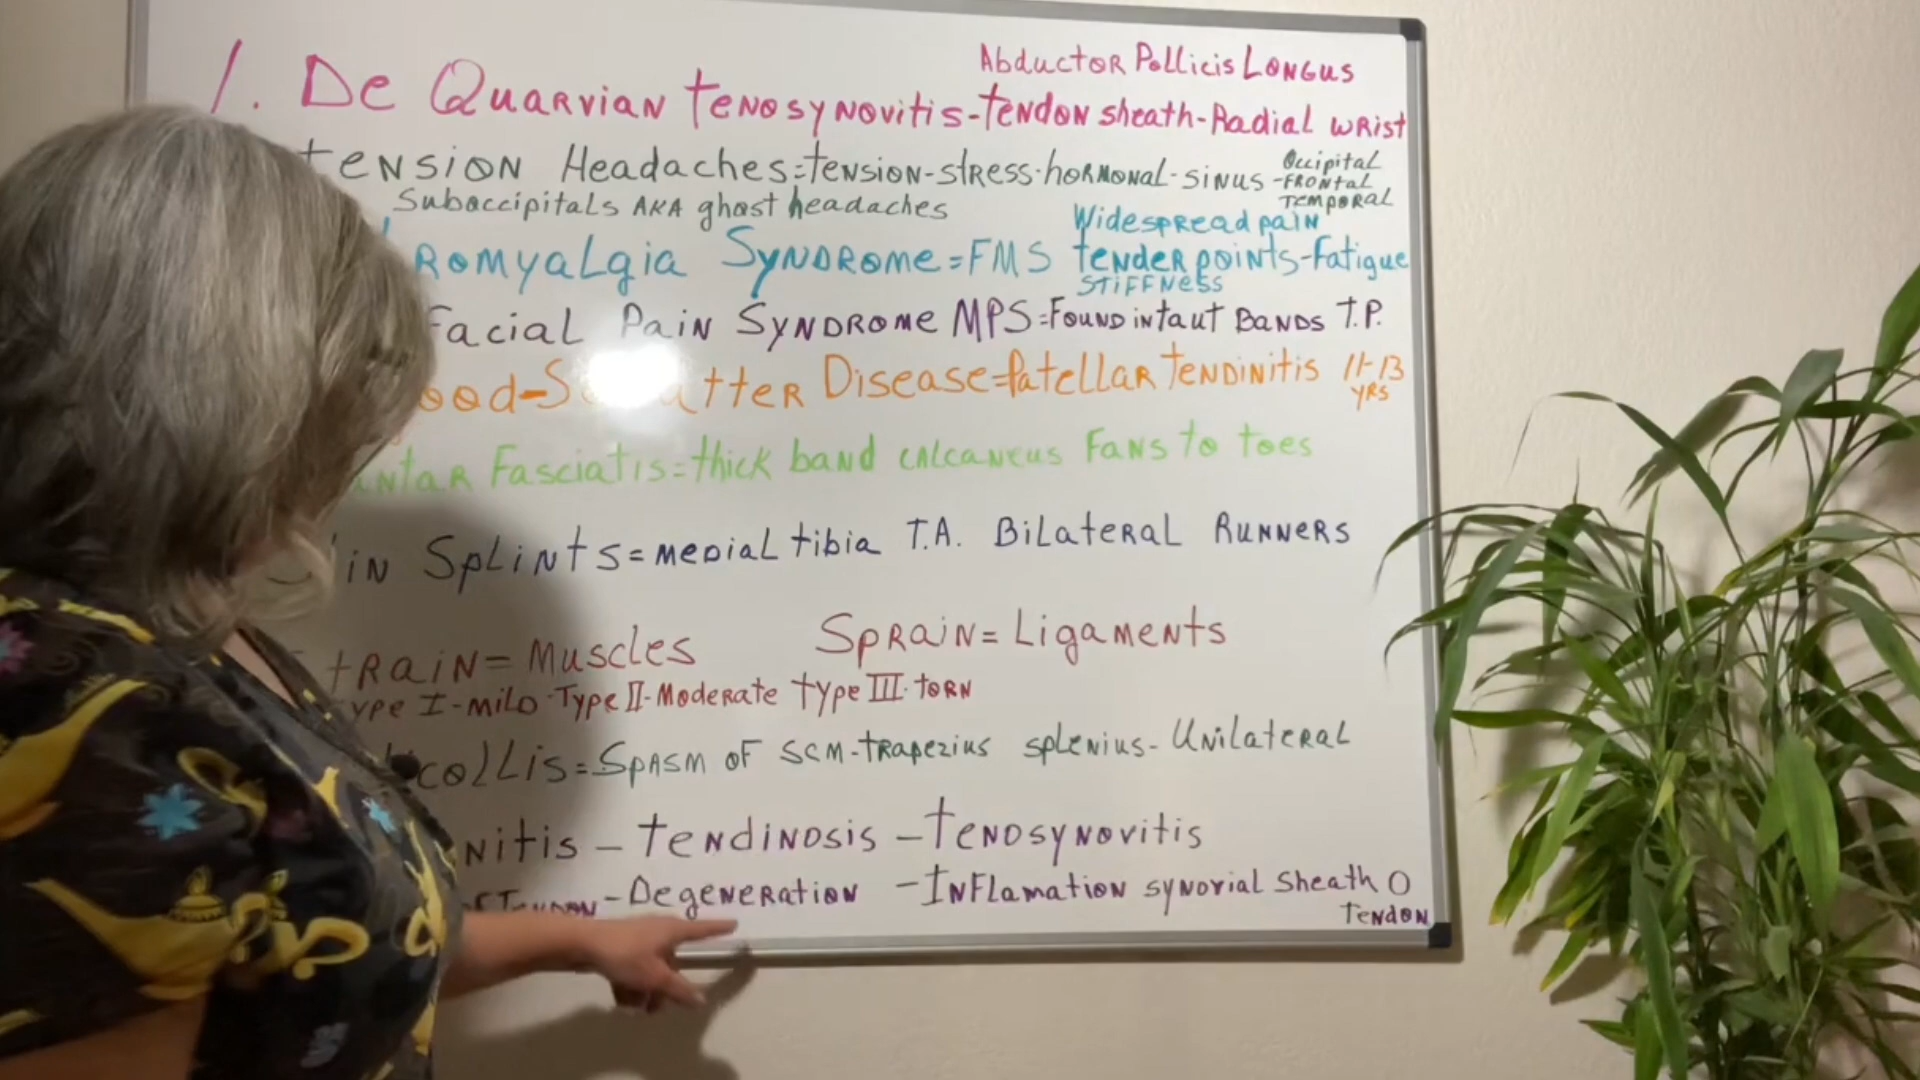 Abductor Pollicis Longus
1. De Quarvian tenosynovitis-tendon sheath-Radial wrist
tension Headaches=tension-stress-hormonal-sinus-Occipital
-FRONTAL
TEMPORAL
Suboccipitals AKA ghost headaches
Widespread pain
Romyalgia Syndrome=FMS tender points-Fatigue
STIFFNESS
Facial Pain Syndrome MPS=Found in taut Bands T.P.
ood-S atter Disease=Patellar tendinitis 11-13
yrs
antar Fasciatis=thick band calcaneus Fans to toes
in Splints=medial tibia T.A. Bilateral Runners
train=Muscles Sprain=Ligaments
ype I-mild-Type II-Moderate type III-torn
collis=Spasm of SCM-trapezius splenius-Unilateral
nitis-tendinosis-tenosynovitis
-Degeneration -Inflamation synovial Sheath O
Tendon